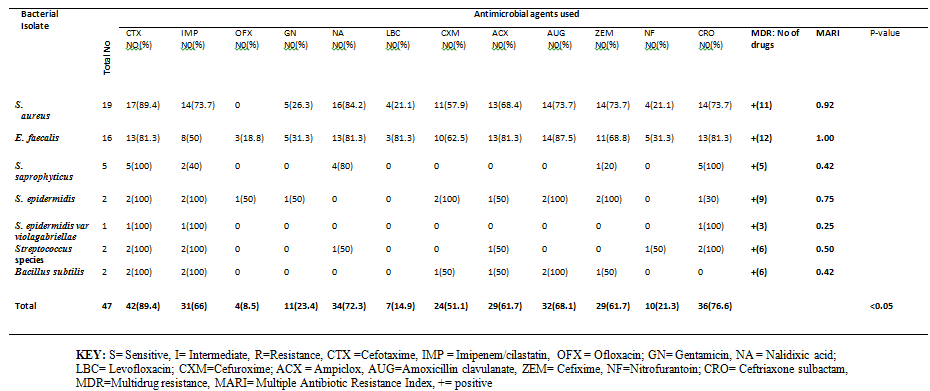 Bacterial Isolate Total No Antimicrobial agents used
CTX NO(%) IMP NO(%) OFX NO(%) GN NO(%) NA NO(%) LBC NO(%) CXM NO(%) ACX NO(%) AUG NO(%) ZEM NO(%) NF NO(%) CRO NO(%) MDR: No of drugs MARI P-value
S. aureus 19 17(89.4) 14(73.7) 0 5(26.3) 16(84.2) 4(21.1) 11(57.9) 13(68.4) 14(73.7) 14(73.7) 4(21.1) 14(73.7) +(11) 0.92
E. faecalis 16 13(81.3) 8(50) 3(18.8) 5(31.3) 13(81.3) 3(81.3) 10(62.5) 13(81.3) 14(87.5) 11(68.8) 5(31.3) 13(81.3) +(12) 1.00
S. saprophyticus 5 5(100) 2(40) 0 0 4(80) 0 0 0 0 1(20) 0 5(100) +(5) 0.42
S. epidermidis 2 2(100) 2(100) 1(50) 1(50) 0 0 2(100) 1(50) 2(100) 2(100) 0 1(30) +(9) 0.75
S. epidermidis var violagabriellae 1 1(100) 1(100) 0 0 0 0 0 0 0 0 0 1(100) +(3) 0.25
Streptococcus species 2 2(100) 2(100) 0 0 1(50) 0 0 1(50) 0 0 1(50) 2(100) +(6) 0.50
Bacillus subtilis 2 2(100) 2(100) 0 0 0 0 1(50) 1(50) 2(100) 1(50) 0 0 +(6) 0.42
Total 47 42(89.4) 31(66) 4(8.5) 11(23.4) 34(72.3) 7(14.9) 24(51.1) 29(61.7) 32(68.1) 29(61.7) 10(21.3) 36(76.6) <0.05
KEY: S= Sensitive, I= Intermediate, R=Resistance, CTX =Cefotaxime, IMP = Imipenem/cilastatin, OFX = Ofloxacin; GN= Gentamicin, NA = Nalidixic acid;
LBC= Levofloxacin; CXM=Cefuroxime; ACX = Ampiclox, AUG=Amoxicillin clavulanate, ZEM= Cefixime, NF=Nitrofurantoin; CRO= Ceftriaxone sulbactam,
MDR=Multidrug resistance, MARI= Multiple Antibiotic Resistance Index, += positive